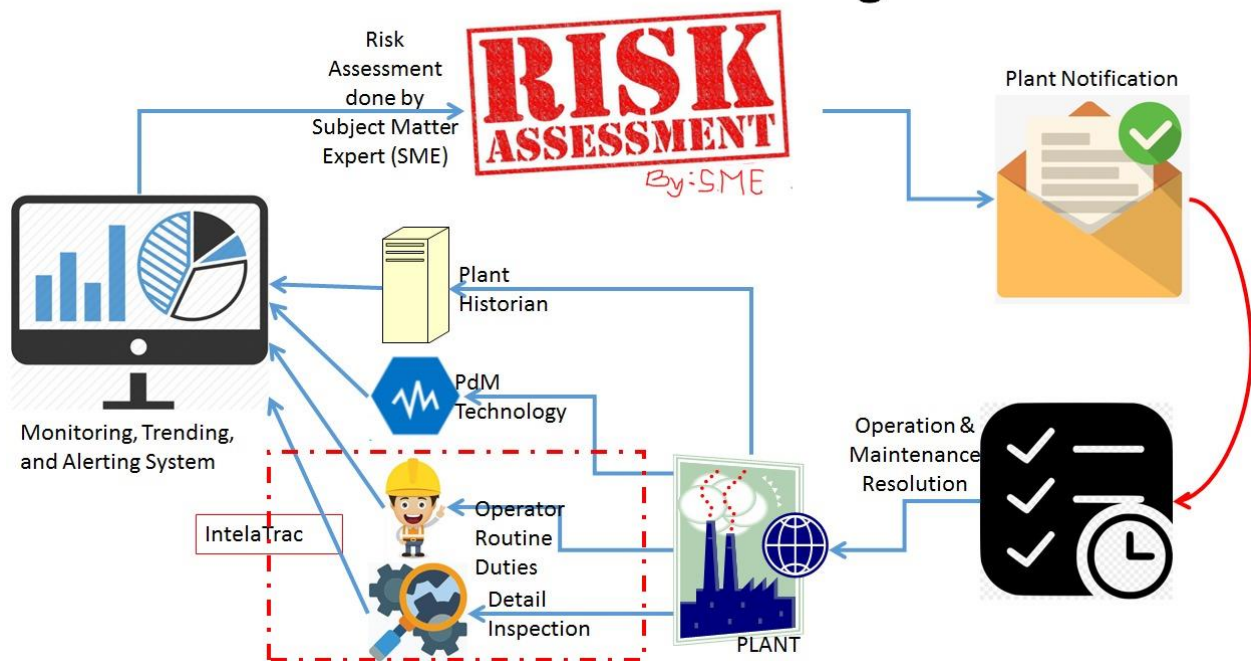 Risk
Assessment
done by
Subject Matter
Expert (SME)
RISK
ASSESSMENT
By:SME
Plant Notification
Plant
Historian
PdM
Technology
Monitoring, Trending,
and Alerting System
Operation &
Maintenance
Resolution
IntelaTrac
Operator
Routine
Duties
Detail
Inspection
PLANT